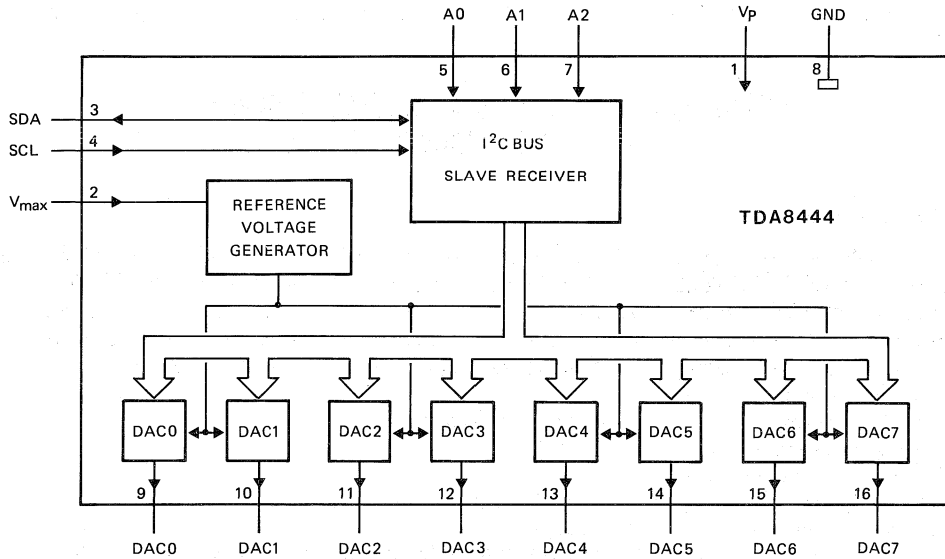 A0 A1 A2 V_P GND
5 6 7 1 8
SDA 3
SCL 4
I²C BUS
SLAVE RECEIVER
V_max 2
REFERENCE
VOLTAGE
GENERATOR
TDA8444
DAC0 DAC1 DAC2 DAC3 DAC4 DAC5 DAC6 DAC7
9 10 11 12 13 14 15 16
DAC0 DAC1 DAC2 DAC3 DAC4 DAC5 DAC6 DAC7